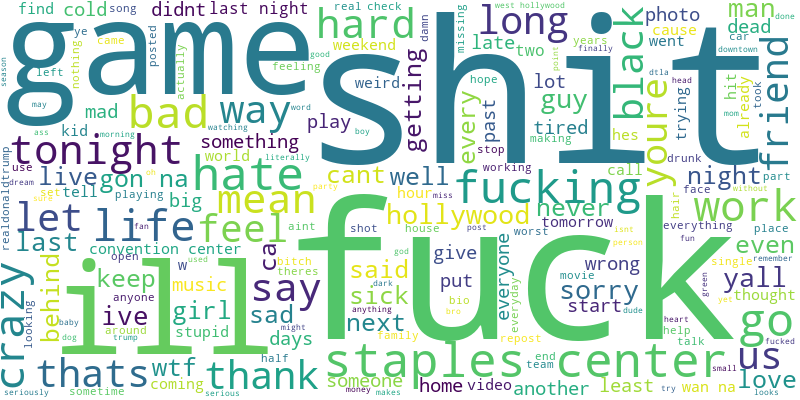 find cold song didnt last night
real check
game
shit
hard
long
west hollywood
photo
man
done
came
ye
damn
late two
missing
years
finally
cause
went
dead
car
downtown
season
nothing
posted
actually
weekend
feeling
good
getting
weird
hope
lot
black
dtla
head
mom
already
took
left
may
mad
bad
way
word
play
every
past
guy
hit
trying
friend
point
ass
morning
something
watching
boy
tired
hes
youre
kid
tonight
world
literally
stop
making
working
call
drunk
night
part
realdonaldtrump
use
live
gon na
hate
cant
well
fucking
face
without
dream
set
tell
playing
oh
party
hour
miss
hair
sure
let
life
mean
big
feel
hollywood
never
tomorrow
work
everything
fun
place
last
fan
aint
shot
house
post
worst
everyone
isnt
person
even
convention center
ca
god
give
movie
wrong
single
remember
open
w
bitch
said
put
bio
yall
thought
crazy
looking
behind
keep
anyone
music
theres
dark
sick
everyday
sorry
green
ill
fuck
say
anything
start
dude
heart
yet
go
baby
ive
girl
sad
next
family
bro
repost
help
fucked
dog
around
used
stupid
days
might
talk
us
trump
thats
wtf
thank
half
someone
staples center
end
team
small
love
seriously
sometime
coming
serious
money
makes
home video
another
least
try
wan na
looks